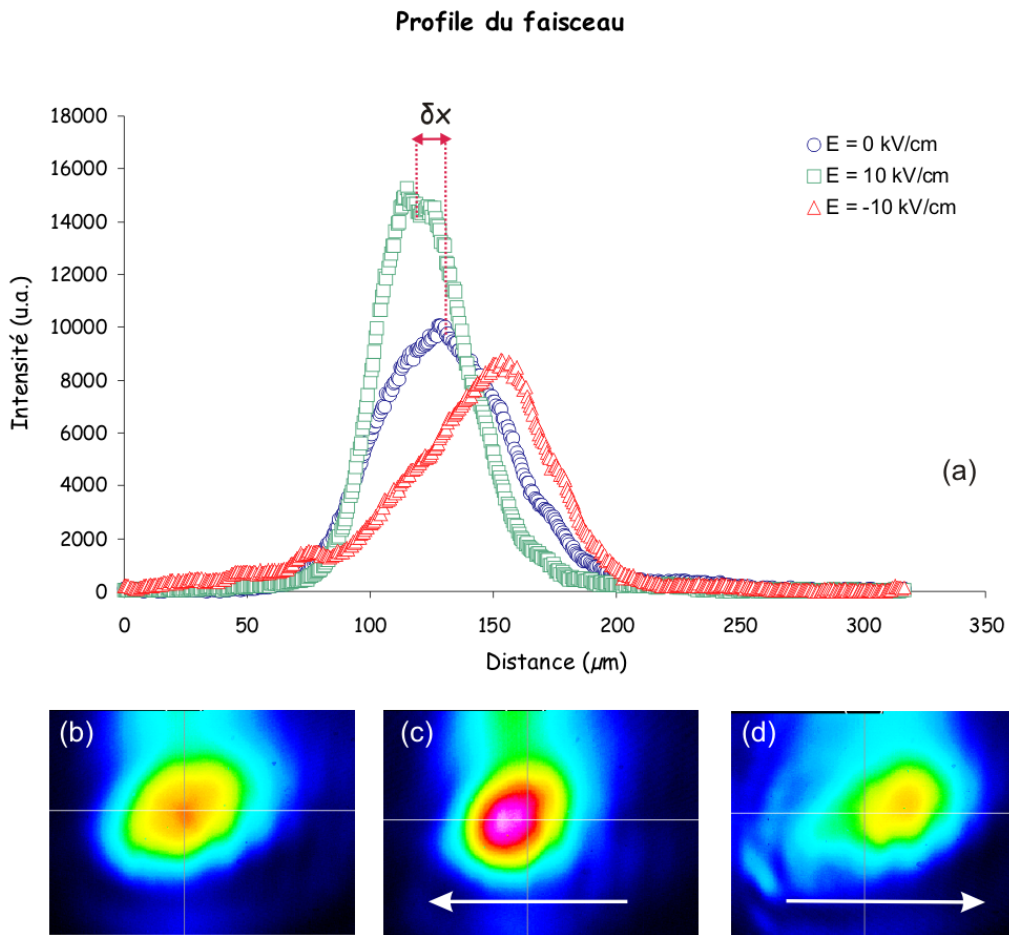 Profile du faisceau
δx
E = 0 kV/cm
E = 10 kV/cm
E = -10 kV/cm
18000
16000
14000
12000
10000
8000
6000
4000
2000
0
Intensité (u.a.)
(a)
0 50 100 150 200 250 300 350
Distance (µm)
(b) (c) (d)